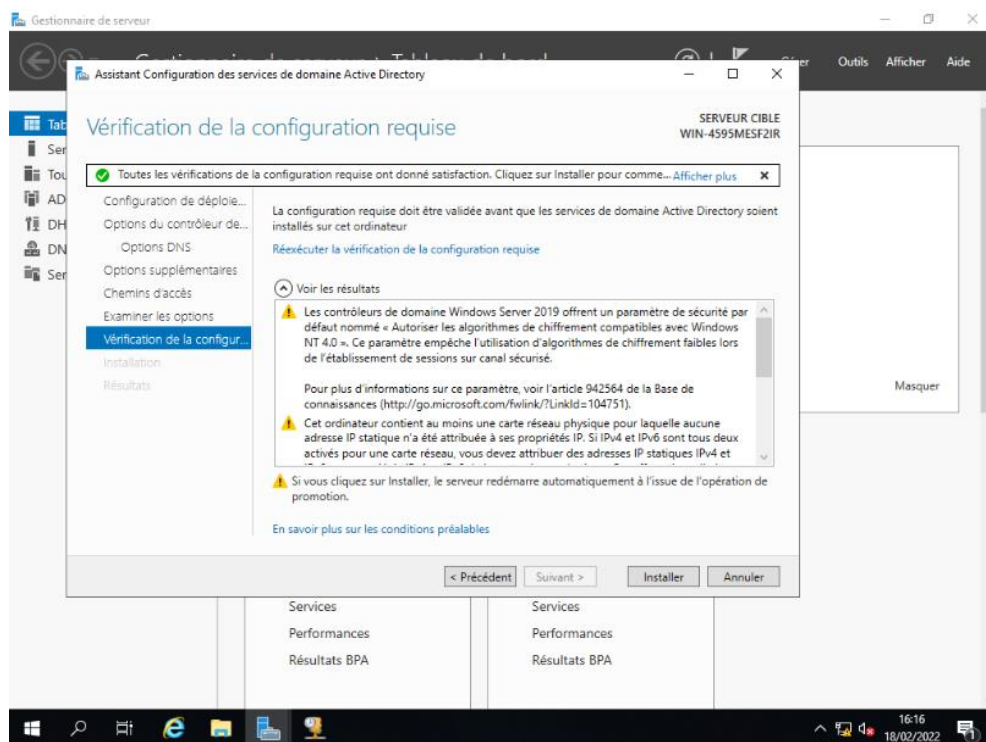 Gestionnaire de serveur
Outils Afficher Aide
Assistant Configuration des services de domaine Active Directory
Vérification de la configuration requise
SERVEUR CIBLE
WIN-4595MESF2IR
Toutes les vérifications de la configuration requise ont donné satisfaction. Cliquez sur Installer pour comme... Afficher plus
Configuration de déploie...
Options du contrôleur de...
Options DNS
Options supplémentaires
Chemins d'accès
Examiner les options
Vérification de la configur...
Installation
Résultats
La configuration requise doit être validée avant que les services de domaine Active Directory soient
installés sur cet ordinateur
Réexécuter la vérification de la configuration requise
Voir les résultats
Les contrôleurs de domaine Windows Server 2019 offrent un paramètre de sécurité par
défaut nommé « Autoriser les algorithmes de chiffrement compatibles avec Windows
NT 4.0 ». Ce paramètre empêche l'utilisation d'algorithmes de chiffrement faibles lors
de l'établissement de sessions sur canal sécurisé.
Pour plus d'informations sur ce paramètre, voir l'article 942564 de la Base de
connaissances (http://go.microsoft.com/fwlink/?LinkId=104751).
Cet ordinateur contient au moins une carte réseau physique pour laquelle aucune
adresse IP statique n'a été attribuée à ses propriétés IP. Si IPv4 et IPv6 sont tous deux
activés pour une carte réseau, vous devez attribuer des adresses IP statiques IPv4 et
Si vous cliquez sur Installer, le serveur redémarre automatiquement à l'issue de l'opération de
promotion.
En savoir plus sur les conditions préalables
< Précédent Suivant > Installer Annuler
Tab
Ser
Tou
AD
DH
DN
Ser
Masquer
Services Services
Performances Performances
Résultats BPA Résultats BPA
16:16
18/02/2022